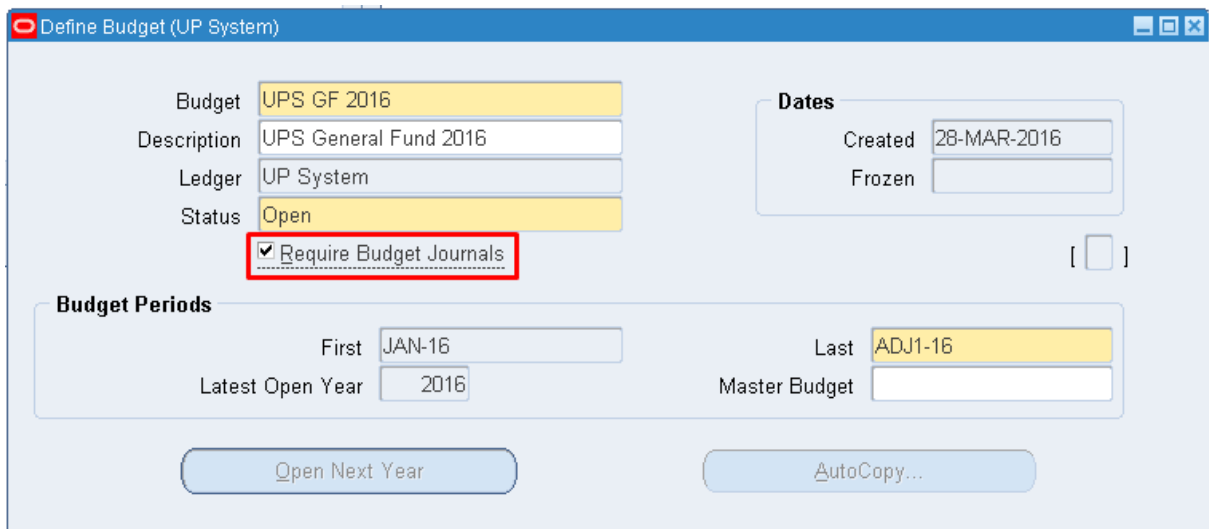 Define Budget (UP System)
Budget UPS GF 2016
Description UPS General Fund 2016
Ledger UP System
Status Open
Require Budget Journals
Dates
Created 28-MAR-2016
Frozen
[ ]
Budget Periods
First JAN-16 Last ADJ1-16
Latest Open Year 2016 Master Budget
Open Next Year AutoCopy...